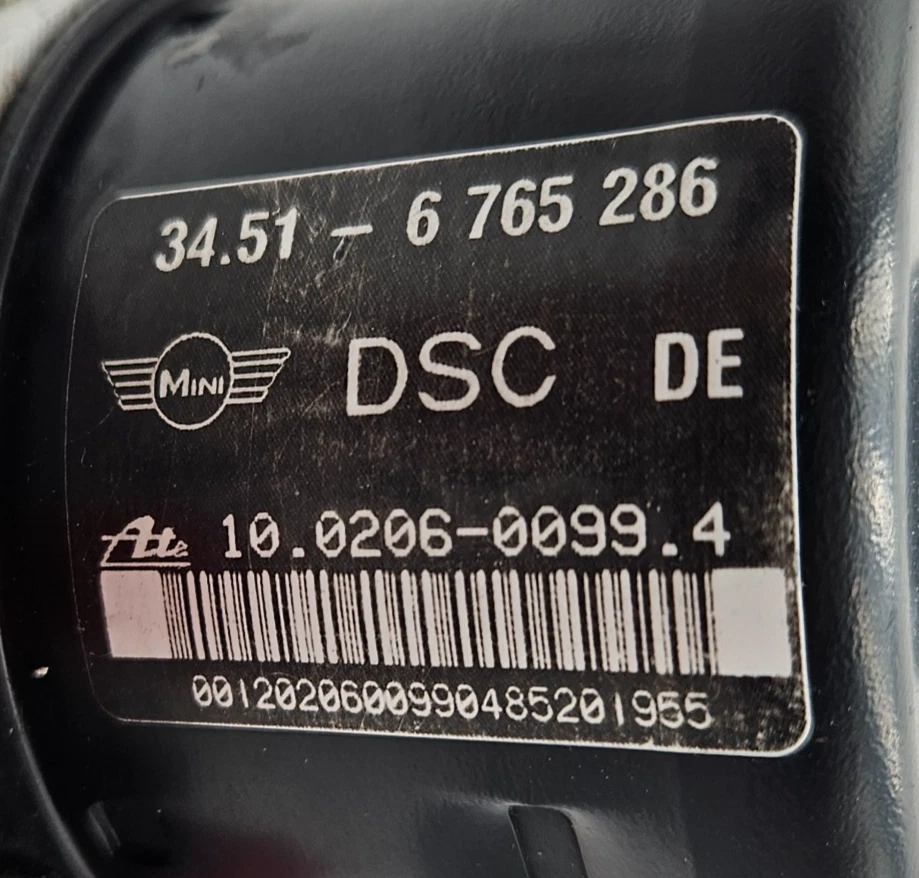 34.51 - 6 765 286
MINI DSC DE
Ate 10.0206-0099.4
0012020600990485201955